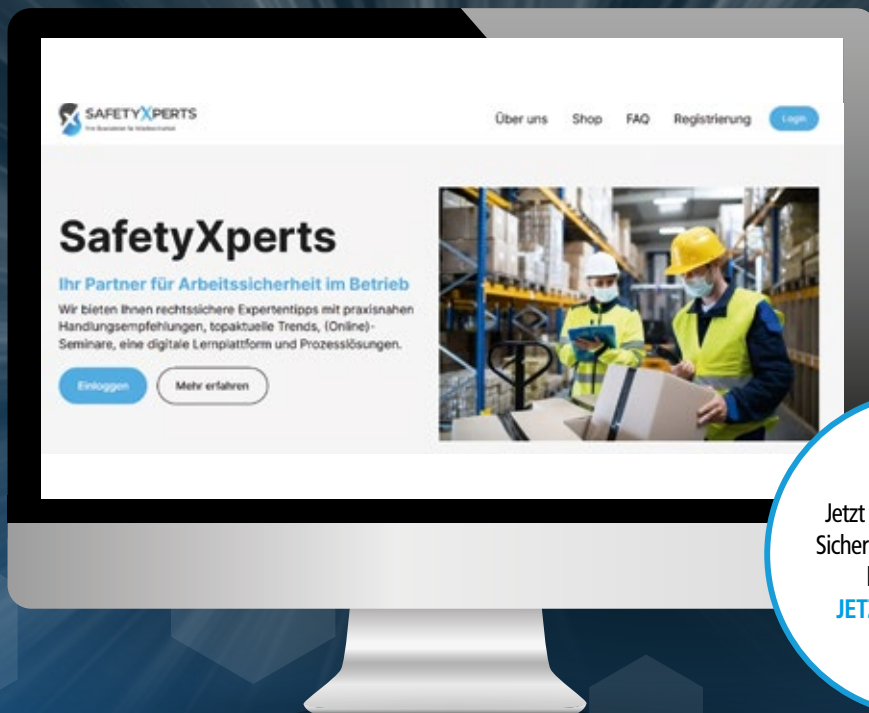 SAFETYXPERTS
Über uns Shop FAQ Registrierung Login
SafetyXperts
Ihr Partner für Arbeitssicherheit im Betrieb
Wir bieten Ihnen rechtssichere Expertentipps mit praxisnahen
Handlungsempfehlungen, topaktuelle Trends, (Online)-
Seminare, eine digitale Lernplattform und Prozesslösungen.
Einloggen Mehr erfahren
Jetzt
Sicher
JET